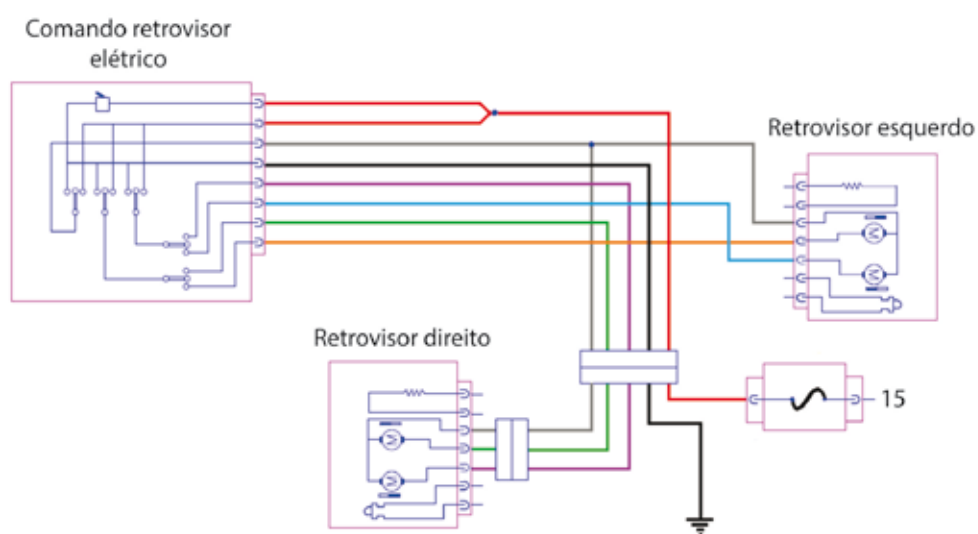 Comando retrovisor
elétrico
Retrovisor esquerdo
M
M
Retrovisor direito
M
M
15